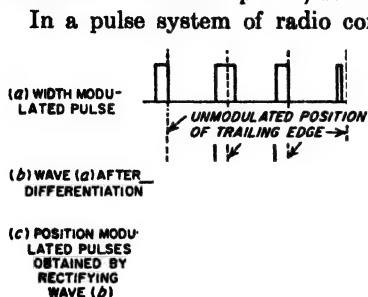 In a pulse system of radio
(a) WIDTH MODU-
LATED PULSE
UNMODULATED POSITION
OF TRAILING EDGE
(b) WAVE (a) AFTER
DIFFERENTIATION
(c) POSITION MODU-
LATED PULSES
OBTAINED BY
RECTIFYING
WAVE (b)